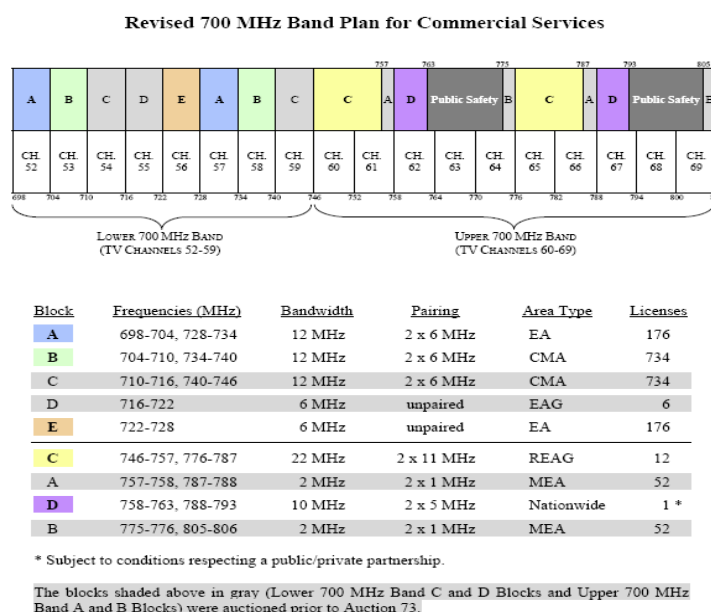 Revised 700 MHz Band Plan for Commercial Services
757 763 775 787 793 805
A B C D E A B C C A D Public Safety B C A D Public Safety B
CH. 52 CH. 53 CH. 54 CH. 55 CH. 56 CH. 57 CH. 58 CH. 59 CH. 60 CH. 61 CH. 62 CH. 63 CH. 64 CH. 65 CH. 66 CH. 67 CH. 68 CH. 69
698 704 710 716 722 728 734 740 746 752 758 764 770 776 782 788 794 800
LOWER 700 MHZ BAND UPPER 700 MHZ BAND
(TV CHANNELS 52-59) (TV CHANNELS 60-69)
Block Frequencies (MHz) Bandwidth Pairing Area Type Licenses
A 698-704, 728-734 12 MHz 2 x 6 MHz EA 176
B 704-710, 734-740 12 MHz 2 x 6 MHz CMA 734
C 710-716, 740-746 12 MHz 2 x 6 MHz CMA 734
D 716-722 6 MHz unpaired EAG 6
E 722-728 6 MHz unpaired EA 176
C 746-757, 776-787 22 MHz 2 x 11 MHz REAG 12
A 757-758, 787-788 2 MHz 2 x 1 MHz MEA 52
D 758-763, 788-793 10 MHz 2 x 5 MHz Nationwide 1 *
B 775-776, 805-806 2 MHz 2 x 1 MHz MEA 52
* Subject to conditions respecting a public/private partnership.
The blocks shaded above in gray (Lower 700 MHz Band C and D Blocks and Upper 700 MHz
Band A and B Blocks) were auctioned prior to Auction 73.